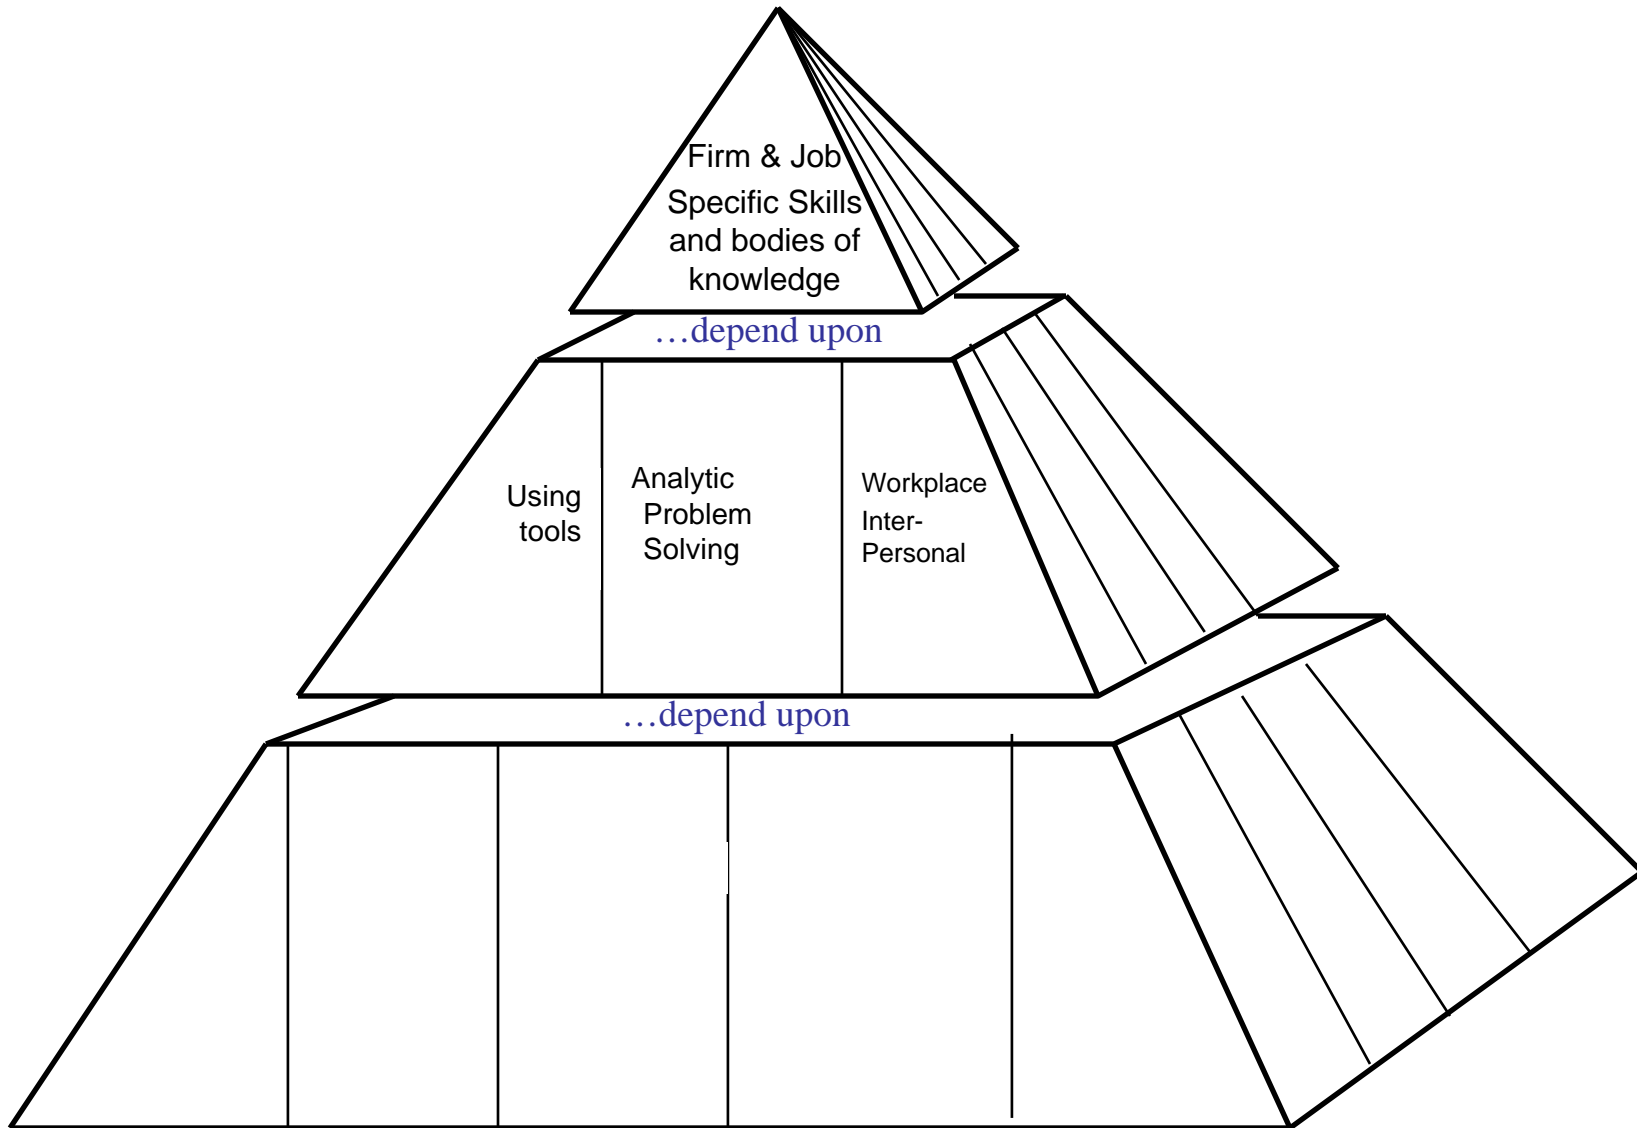 Firm & Job
Specific Skills
and bodies of
knowledge
…depend upon
Using
tools
Analytic
Problem
Solving
Workplace
Inter-
Personal
…depend upon